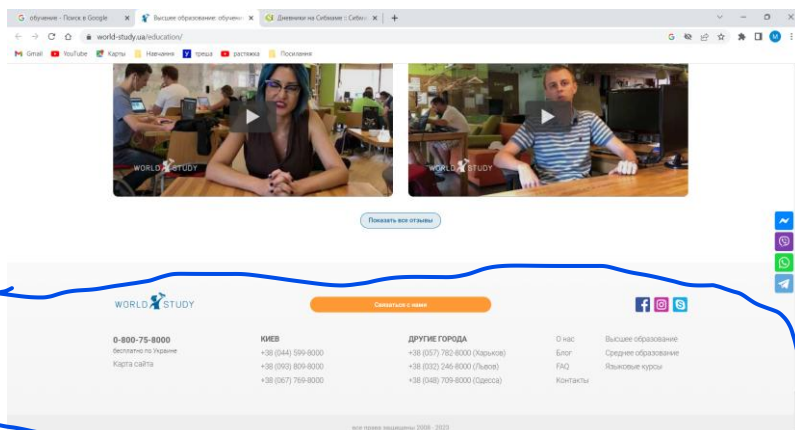 обучение - Поиск в Google
Высшее образование: обучени
Дневники на Себмаме :: Себм
world-study.ua/education/
Gmail
YouTube
Карты
Навчання
треша
растяжка
Посилання
WORLD STUDY
WORLD STUDY
Показать все отзывы
WORLD STUDY
Связаться с нами
0-800-75-8000
бесплатно по Украине
Карта сайта
КИЕВ
+38 (044) 599-8000
+38 (093) 809-8000
+38 (067) 769-8000
ДРУГИЕ ГОРОДА
+38 (057) 782-8000 (Харьков)
+38 (032) 246-8000 (Львов)
+38 (048) 709-8000 (Одесса)
О нас
Блог
FAQ
Контакты
Высшее образование
Среднее образование
Языковые курсы
все права защищены 2008 - 2023